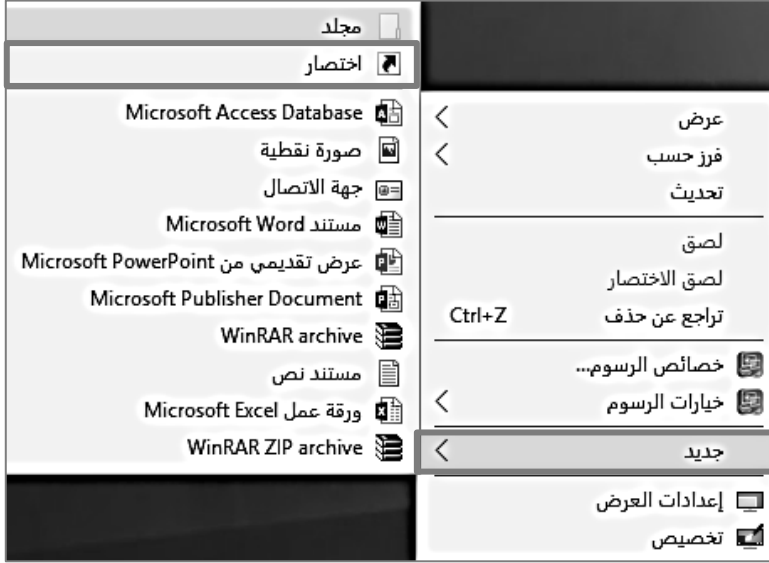 عرض
فرز حسب
تحديث
لصق
لصق الاختصار
تراجع عن حذف Ctrl+Z
خصائص الرسوم...
خيارات الرسوم
جديد
إعدادات العرض
تخصيص
مجلد
اختصار
Microsoft Access Database
صورة نقطية
جهة الاتصال
مستند Microsoft Word
عرض تقديمي من Microsoft PowerPoint
Microsoft Publisher Document
WinRAR archive
مستند نص
ورقة عمل Microsoft Excel
WinRAR ZIP archive